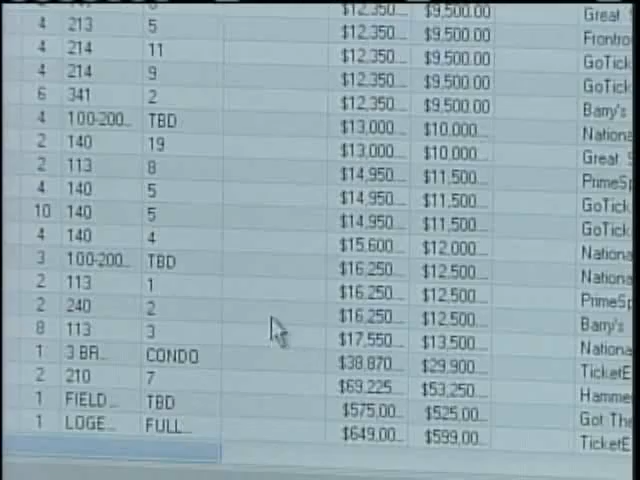 $12,350... $9,500.00 Great
4 213 5 $12,350... $9,500.00 Frontro
4 214 11 $12,350... $9,500.00 GoTick
4 214 9 $12,350... $9,500.00 GoTick
6 341 2 $12,350... $9,500.00 Barry's
4 100-200... TBD $13,000... $10,000... Nationa
2 140 19 $13,000... $10,000... Great S
2 113 8 $14,950... $11,500... PrimeSp
4 140 5 $14,950... $11,500... GoTick
10 140 5 $14,950... $11,500... GoTick
4 140 4 $15,600... $12,000... Nationa
3 100-200... TBD $16,250... $12,500... Nationa
2 113 1 $16,250... $12,500... PrimeSp
2 240 2 $16,250... $12,500... Barry's
8 113 3 $17,550... $13,500... Nationa
1 3 BR... CONDO $38,870... $29,900... TicketE
2 210 7 $69,225... $53,250... Hamme
1 FIELD... TBD $575,00... $525,00... Got The
1 LOGE... FULL... $649,00... $599,00... TicketE